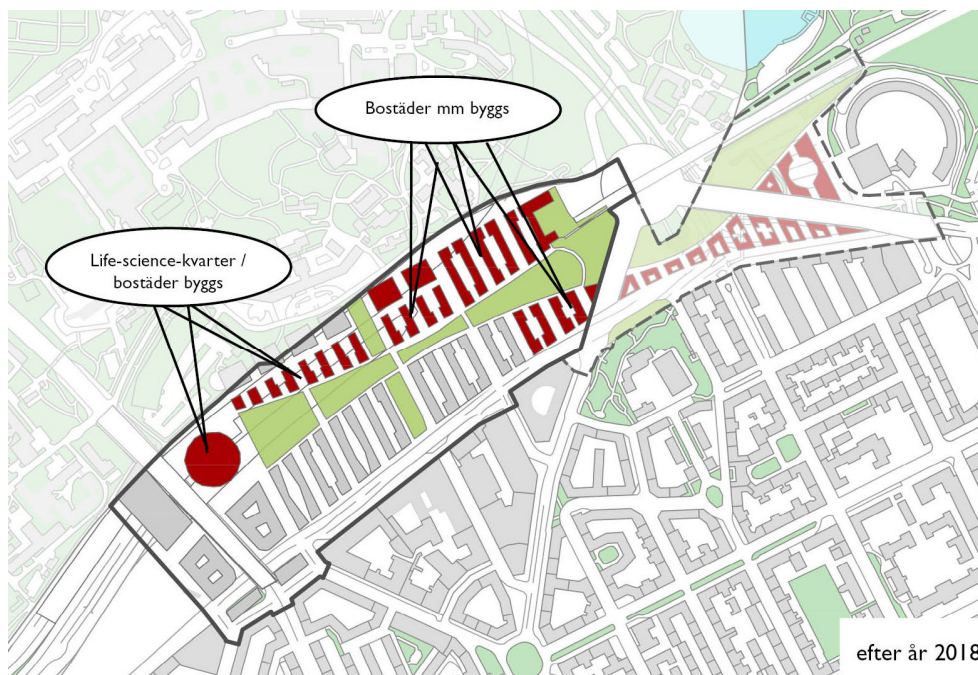 Bostäder mm byggs
Life-science-kvarter /
bostäder byggs
efter år 2018